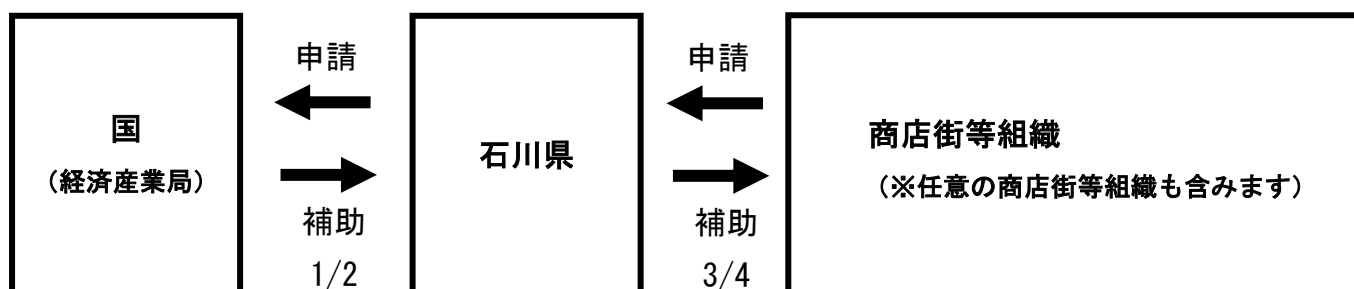 国
（経済産業局）
申請
補助
1/2
石川県
申請
補助
3/4
商店街等組織
（※任意の商店街等組織も含みます）